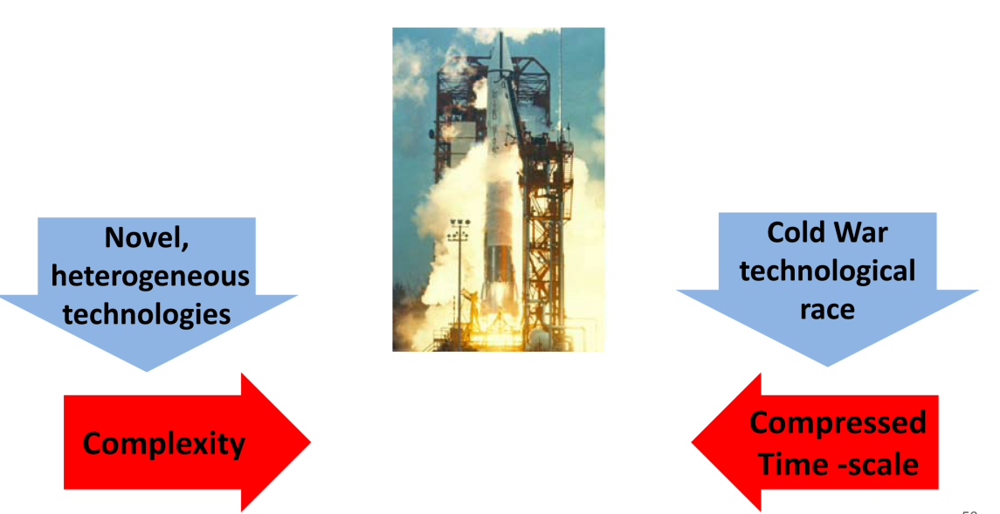 Novel,
heterogeneous
technologies
Cold War
technological
race
Complexity
Compressed
Time -scale